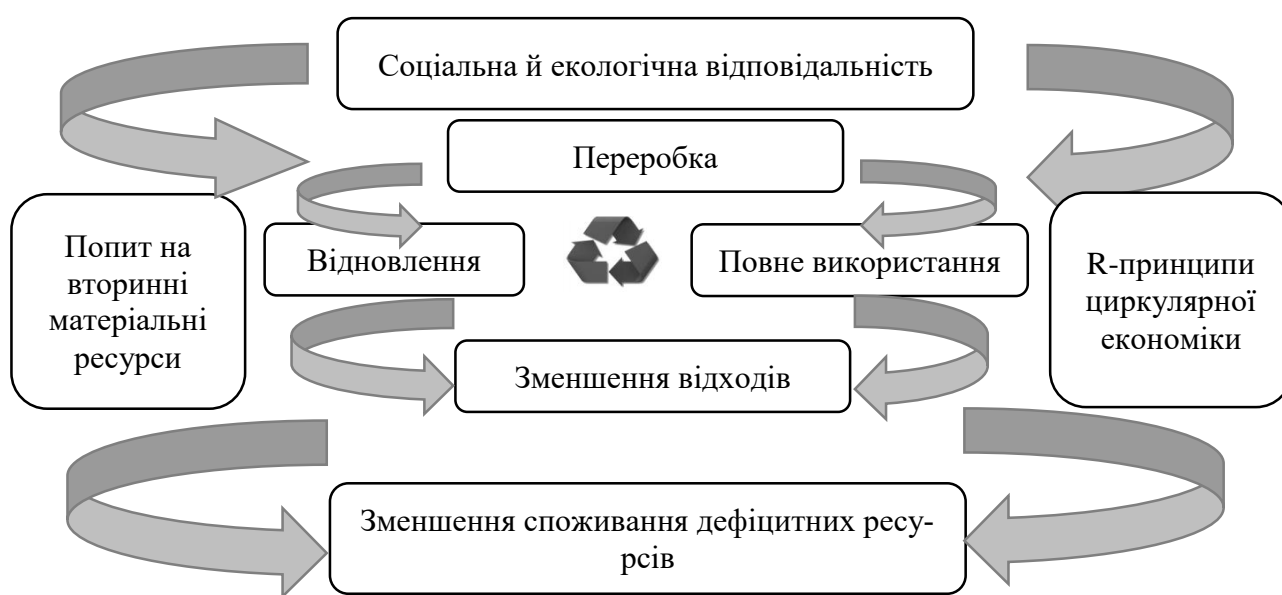 Соціальна й екологічна відповідальність
Переробка
Попит на
вторинні
матеріальні
ресурси
Відновлення
Повне використання
R-принципи
циркулярної
економіки
Зменшення відходів
Зменшення споживання дефіцитних ресу-
рсів